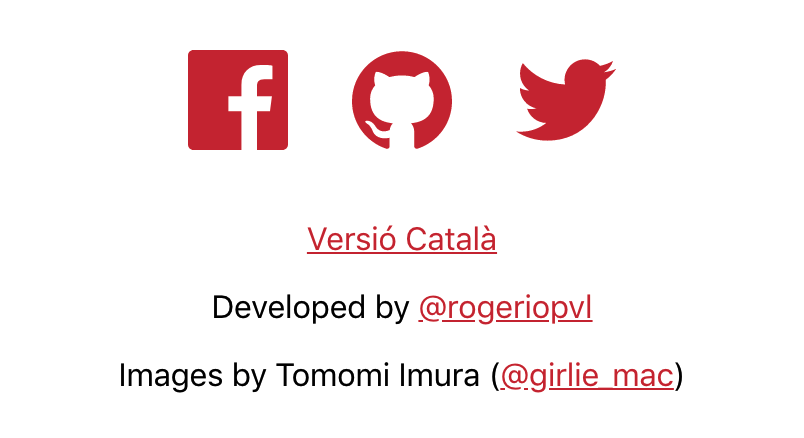 Versió Català
Developed by @rogeriopvl
Images by Tomomi Imura (@girlie_mac)